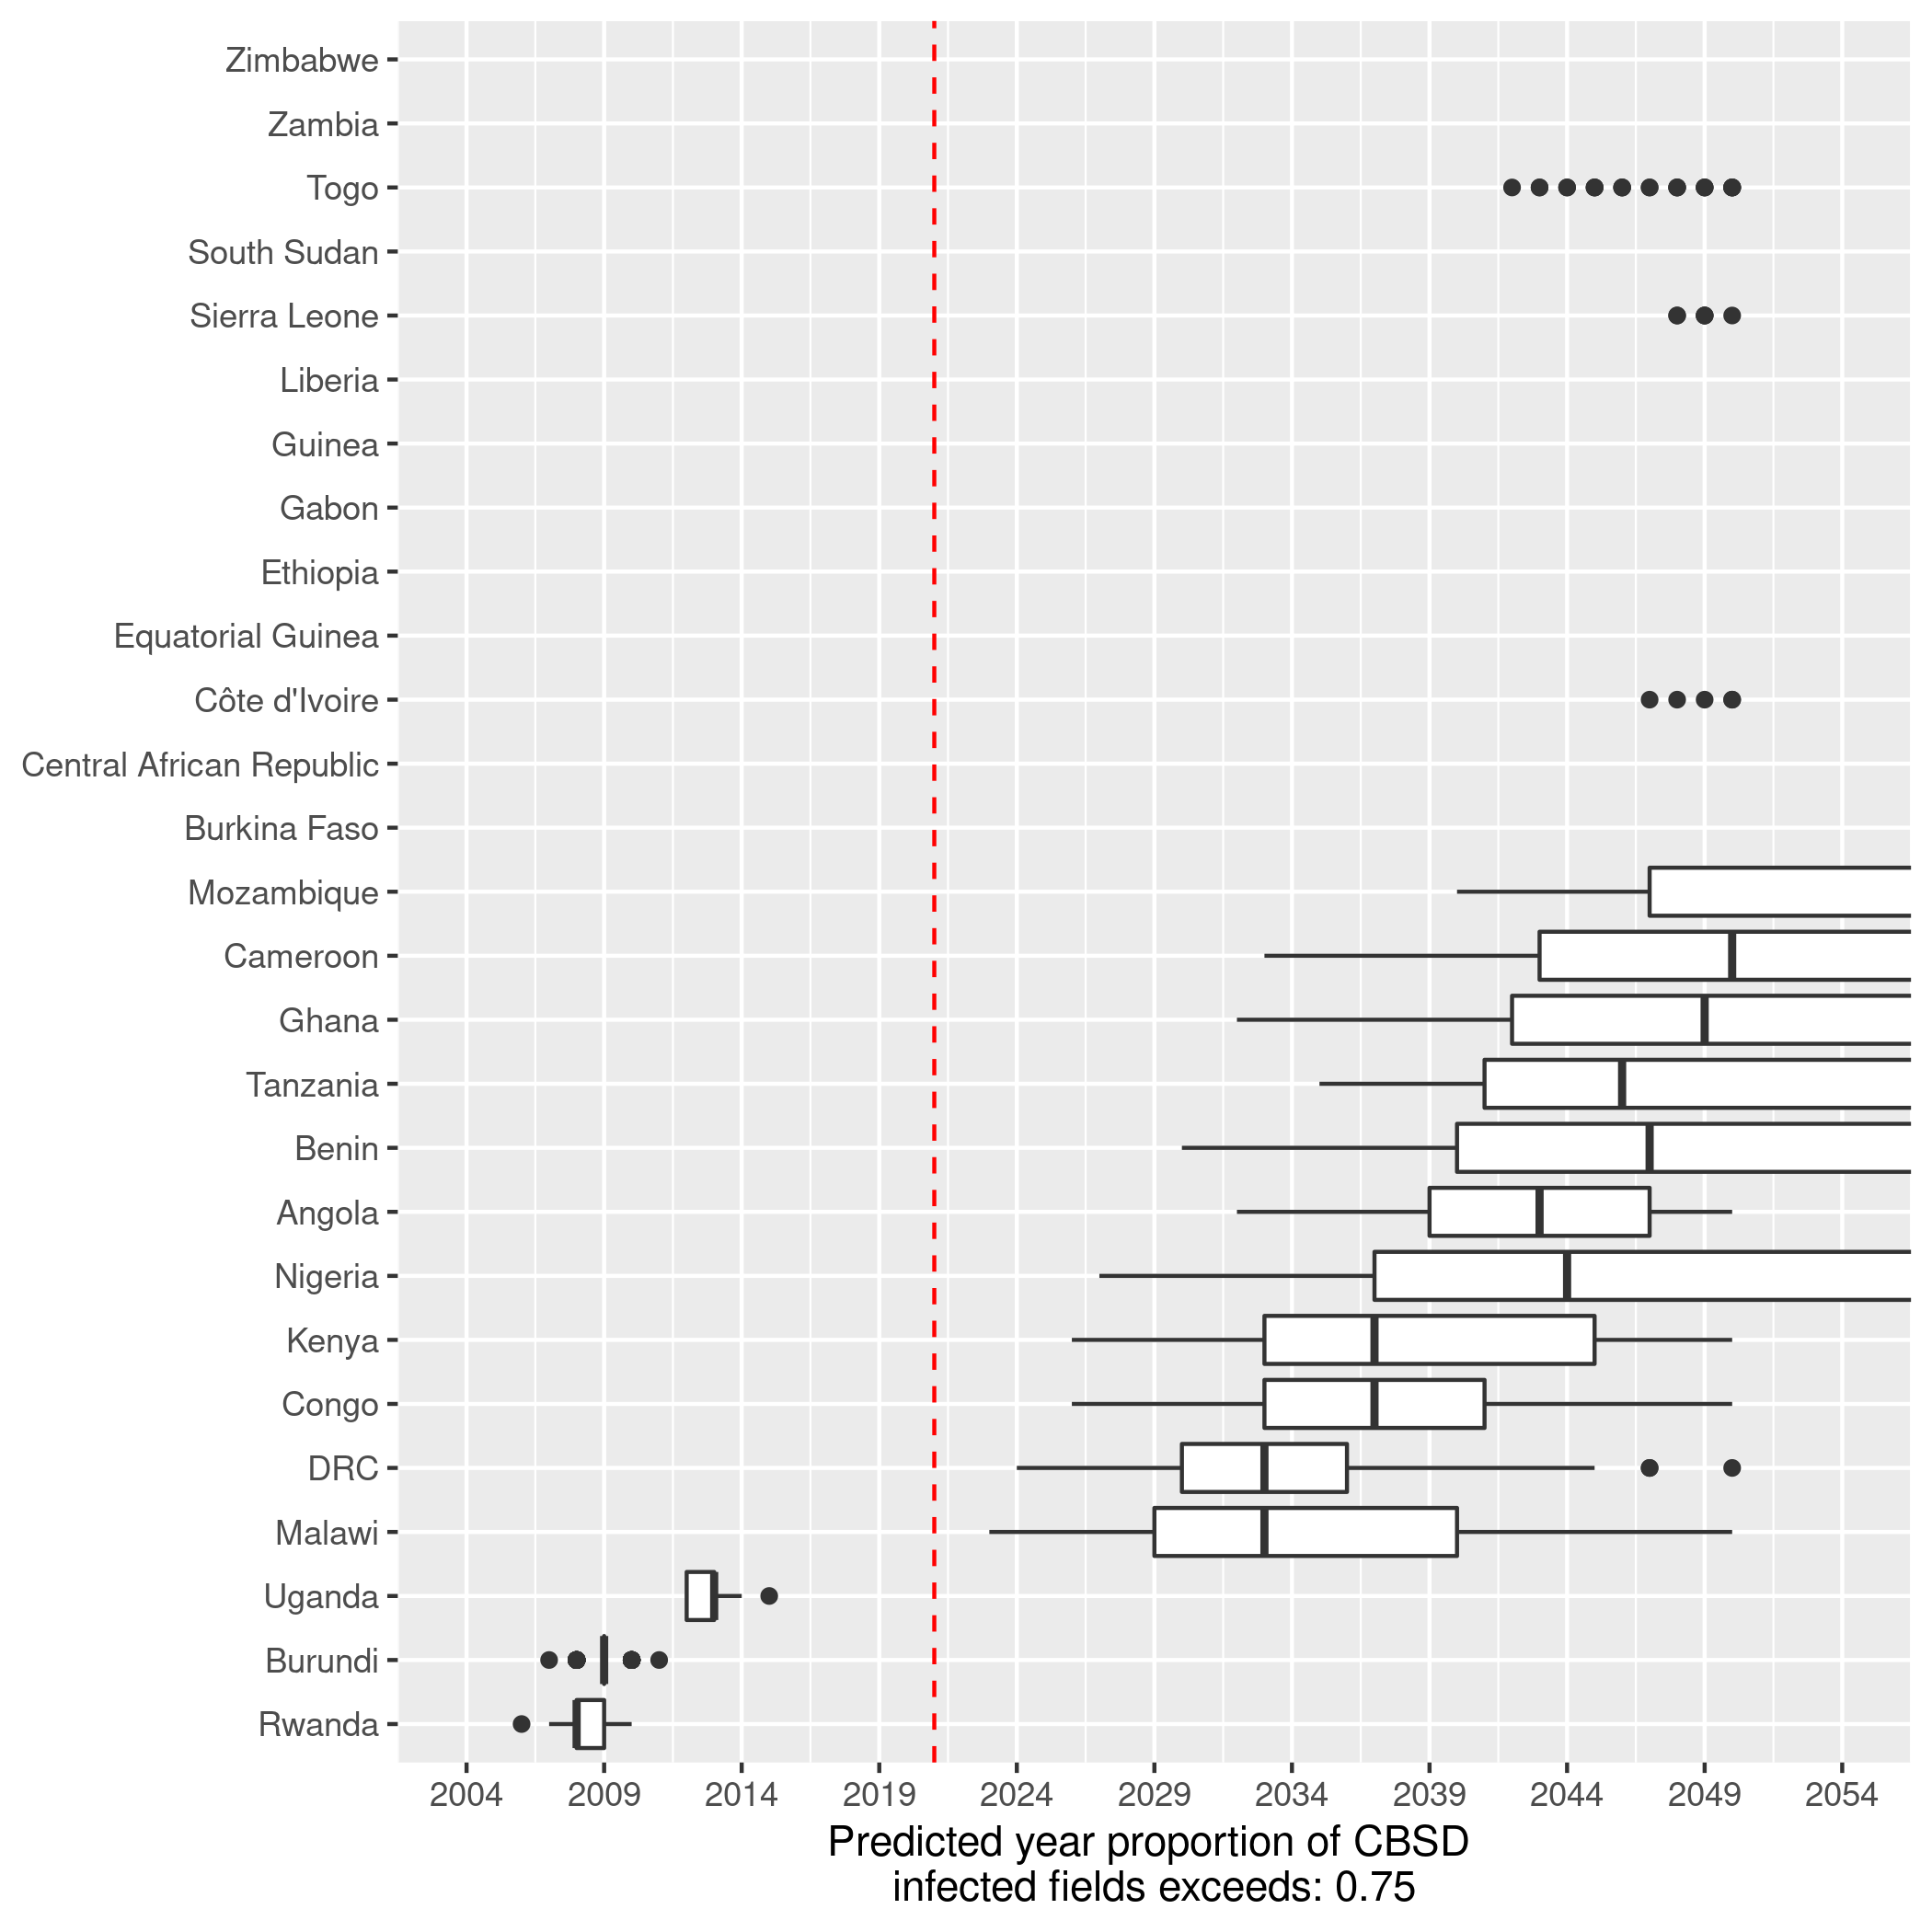 Zimbabwe
Zambia
Togo
South Sudan
Sierra Leone
Liberia
Guinea
Gabon
Ethiopia
Equatorial Guinea
Côte d'Ivoire
Central African Republic
Burkina Faso
Mozambique
Cameroon
Ghana
Tanzania
Benin
Angola
Nigeria
Kenya
Congo
DRC
Malawi
Uganda
Burundi
Rwanda
2004 2009 2014 2019 2024 2029 2034 2039 2044 2049 2054
Predicted year proportion of CBSD
infected fields exceeds: 0.75